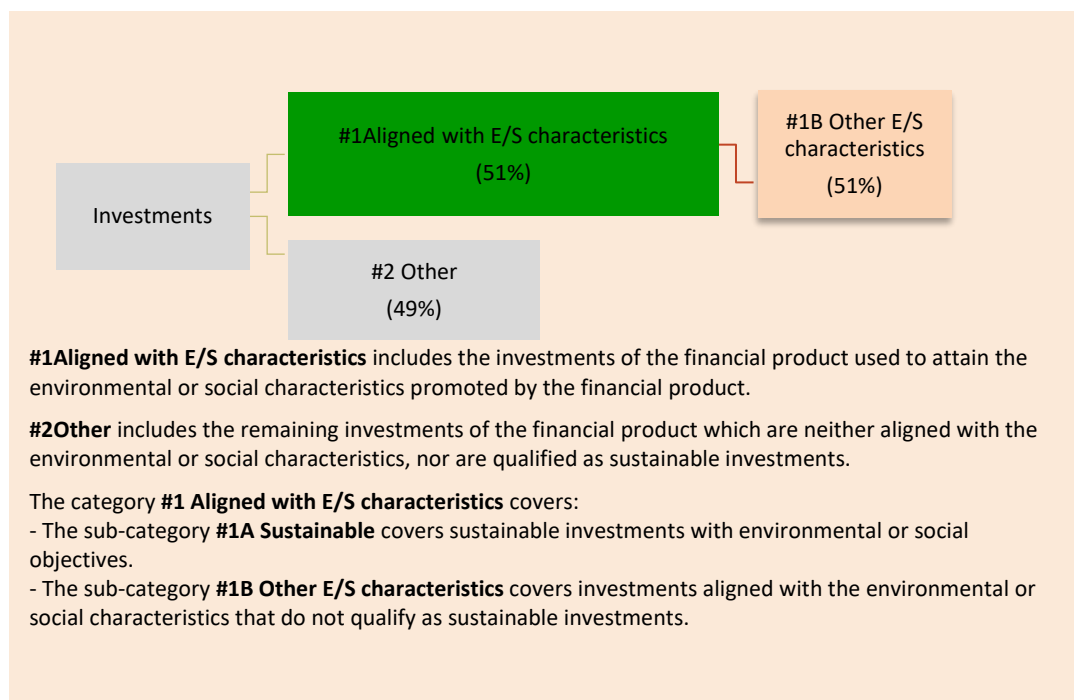 #1Aligned with E/S characteristics
(51%)
#1B Other E/S
characteristics
(51%)
Investments
#2 Other
(49%)
#1Aligned with E/S characteristics includes the investments of the financial product used to attain the
environmental or social characteristics promoted by the financial product.
#2Other includes the remaining investments of the financial product which are neither aligned with the
environmental or social characteristics, nor are qualified as sustainable investments.
The category #1 Aligned with E/S characteristics covers:
- The sub-category #1A Sustainable covers sustainable investments with environmental or social
objectives.
- The sub-category #1B Other E/S characteristics covers investments aligned with the environmental or
social characteristics that do not qualify as sustainable investments.